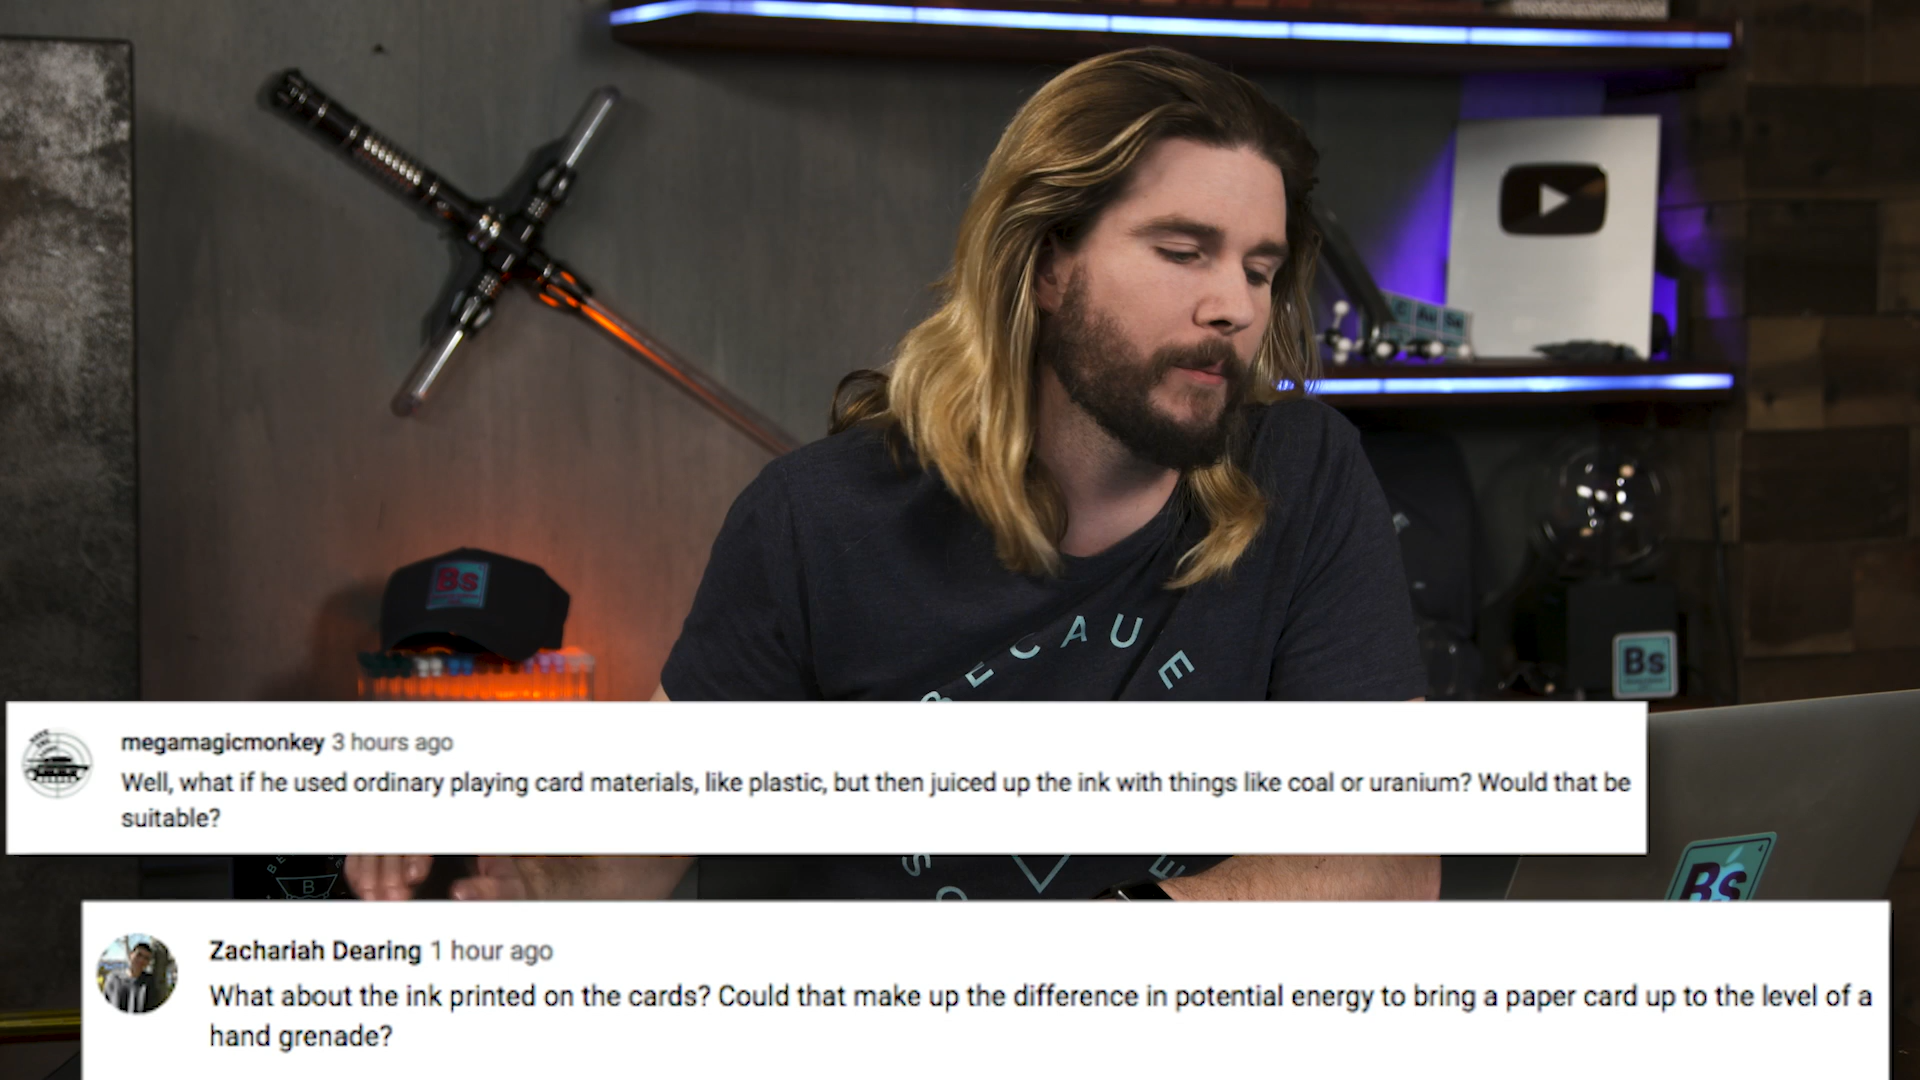 C Au Se
Bs
BECAUE
Bs
megamagicmonkey 3 hours ago
Well, what if he used ordinary playing card materials, like plastic, but then juiced up the ink with things like coal or uranium? Would that be
suitable?
B
Bs
Zachariah Dearing 1 hour ago
What about the ink printed on the cards? Could that make up the difference in potential energy to bring a paper card up to the level of a
hand grenade?